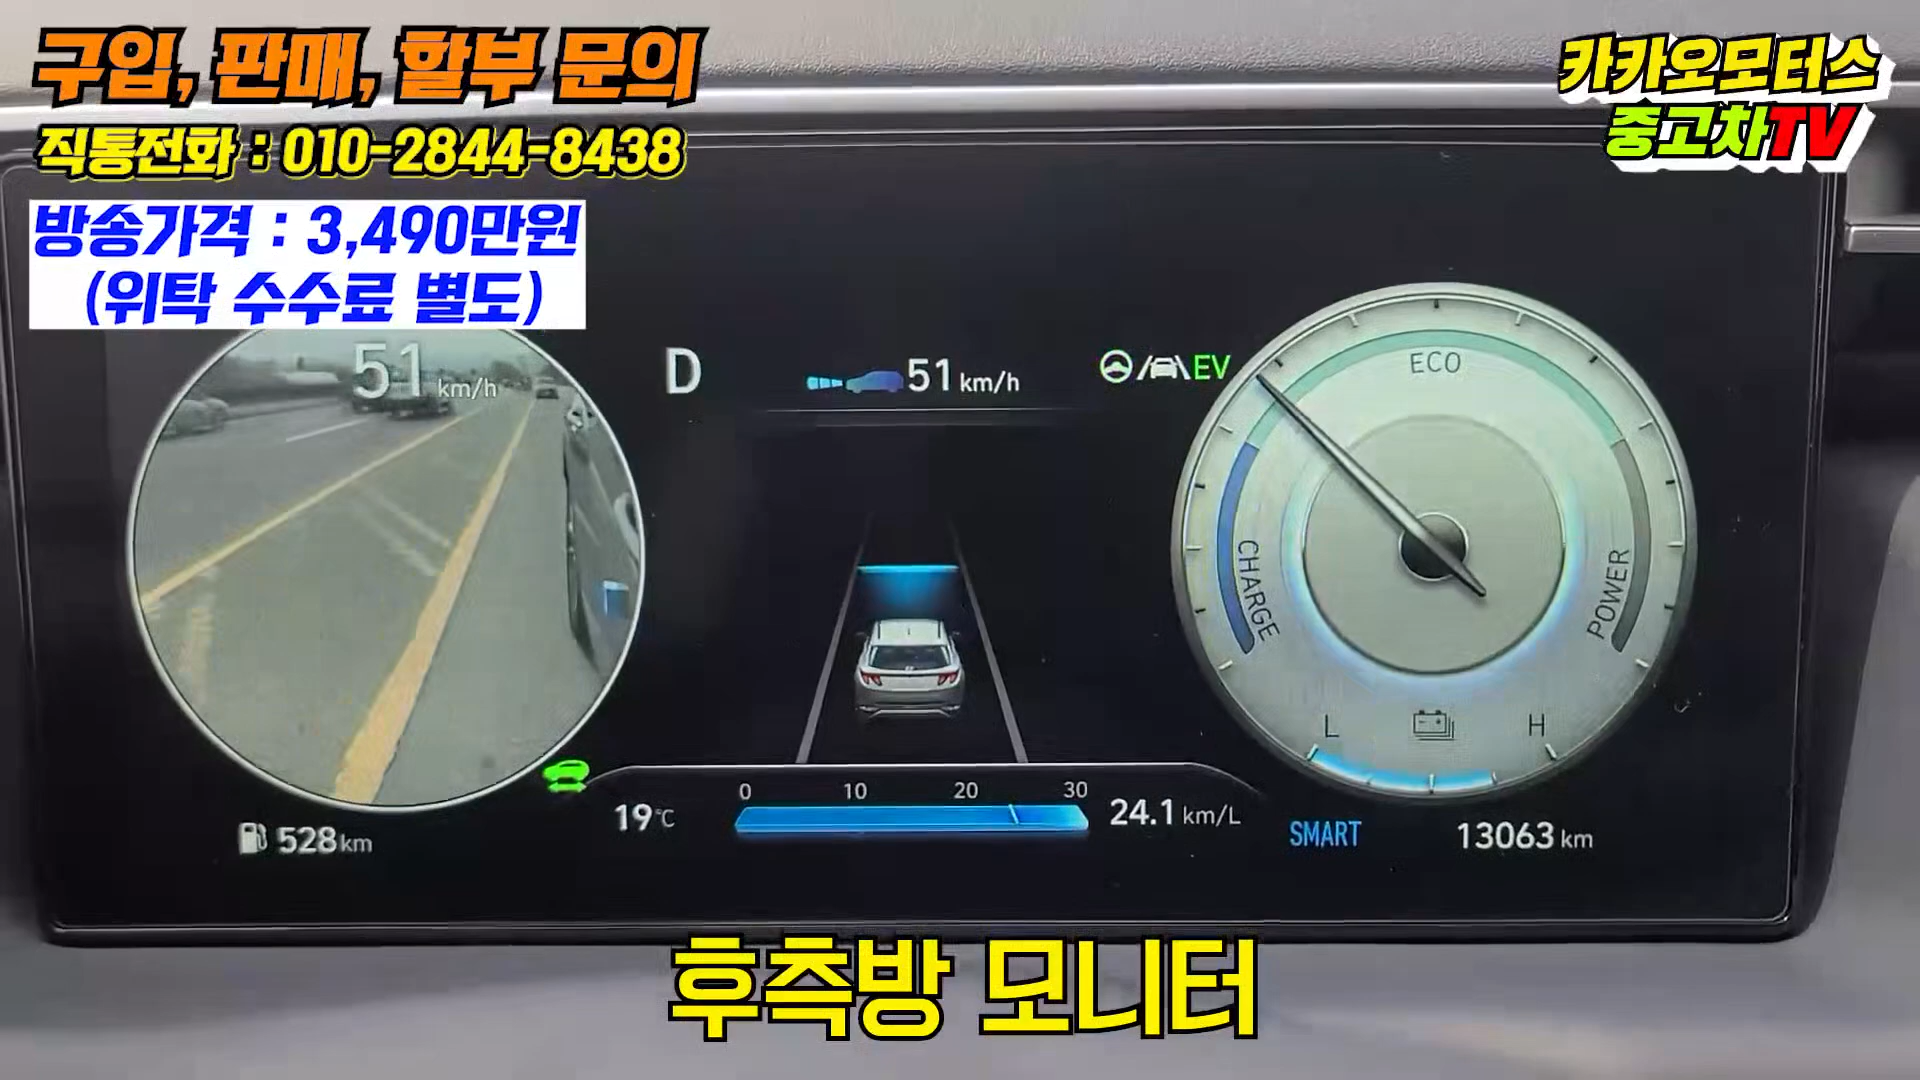 구입, 판매, 할부 문의
직통전화 : 010-2844-8438
방송가격 : 3,490만원
(위탁 수수료 별도)
카카오모터스
중고차TV
51 km/h
D
51 km/h
EV
ECO
CHARGE
POWER
L
H
0 10 20 30
19°C
24.1 km/L
528 km
SMART
13063 km
후측방 모니터